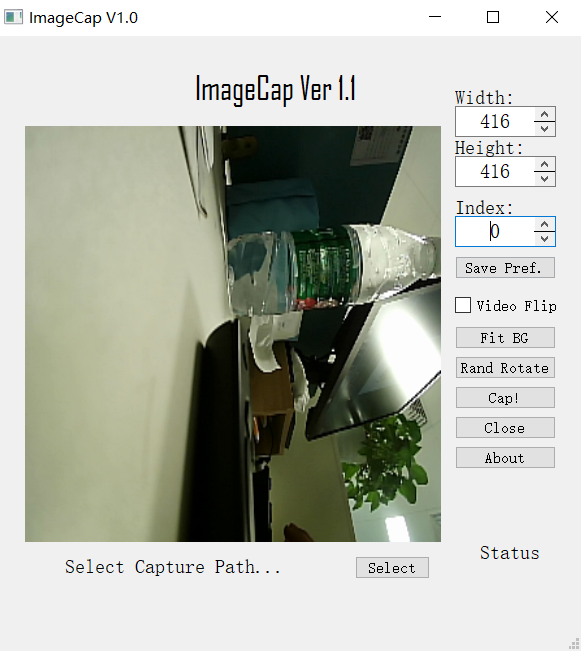 ImageCap V1.0
ImageCap Ver 1.1
Width:
416
Height:
416
Index:
0
Save Pref.
Video Flip
Fit BG
Rand Rotate
Cap!
Close
About
Select Capture Path...
Select
Status